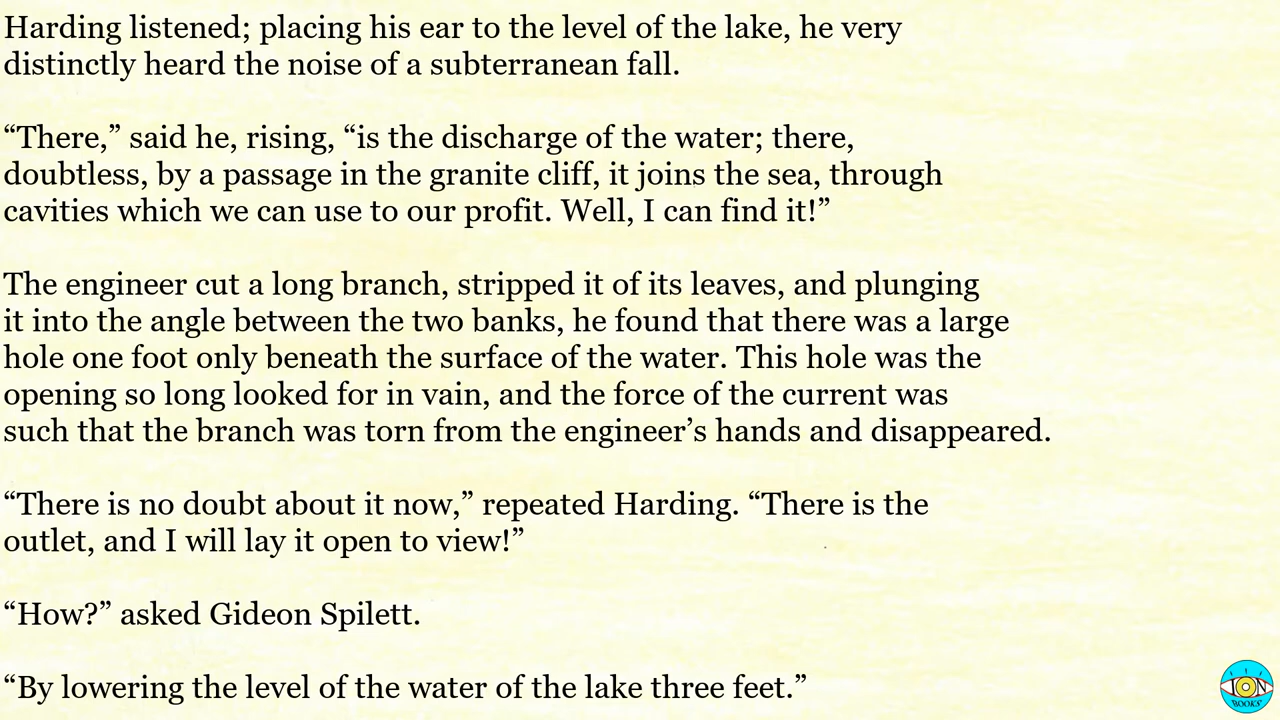 Harding listened; placing his ear to the level of the lake, he very
distinctly heard the noise of a subterranean fall.
“There,” said he, rising, “is the discharge of the water; there,
doubtless, by a passage in the granite cliff, it joins the sea, through
cavities which we can use to our profit. Well, I can find it!”
The engineer cut a long branch, stripped it of its leaves, and plunging
it into the angle between the two banks, he found that there was a large
hole one foot only beneath the surface of the water. This hole was the
opening so long looked for in vain, and the force of the current was
such that the branch was torn from the engineer’s hands and disappeared.
“There is no doubt about it now,” repeated Harding. “There is the
outlet, and I will lay it open to view!”
“How?” asked Gideon Spilett.
“By lowering the level of the water of the lake three feet.”
ION
BOOKS